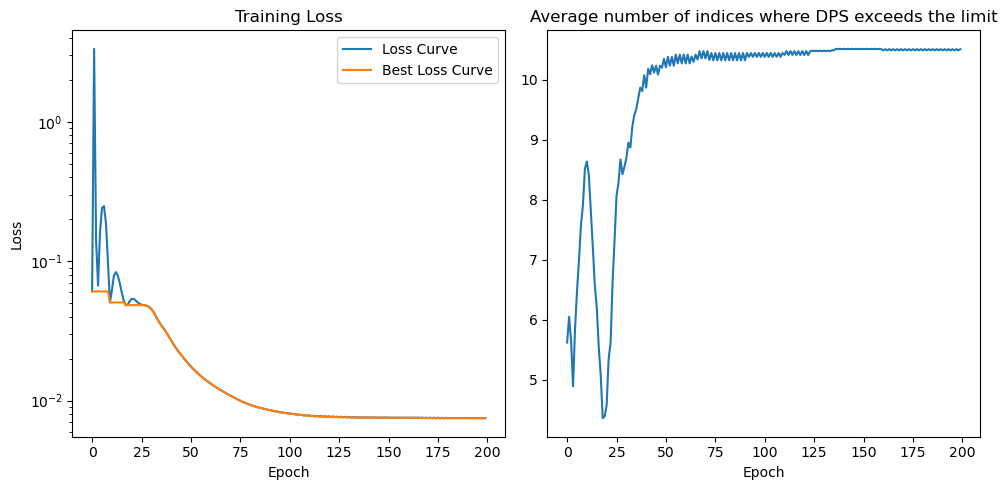 Training Loss
Loss Curve
Best Loss Curve
10⁰
10⁻¹
10⁻²
Loss
0 25 50 75 100 125 150 175 200
Epoch
Average number of indices where DPS exceeds the limit
10
9
8
7
6
5
0 25 50 75 100 125 150 175 200
Epoch